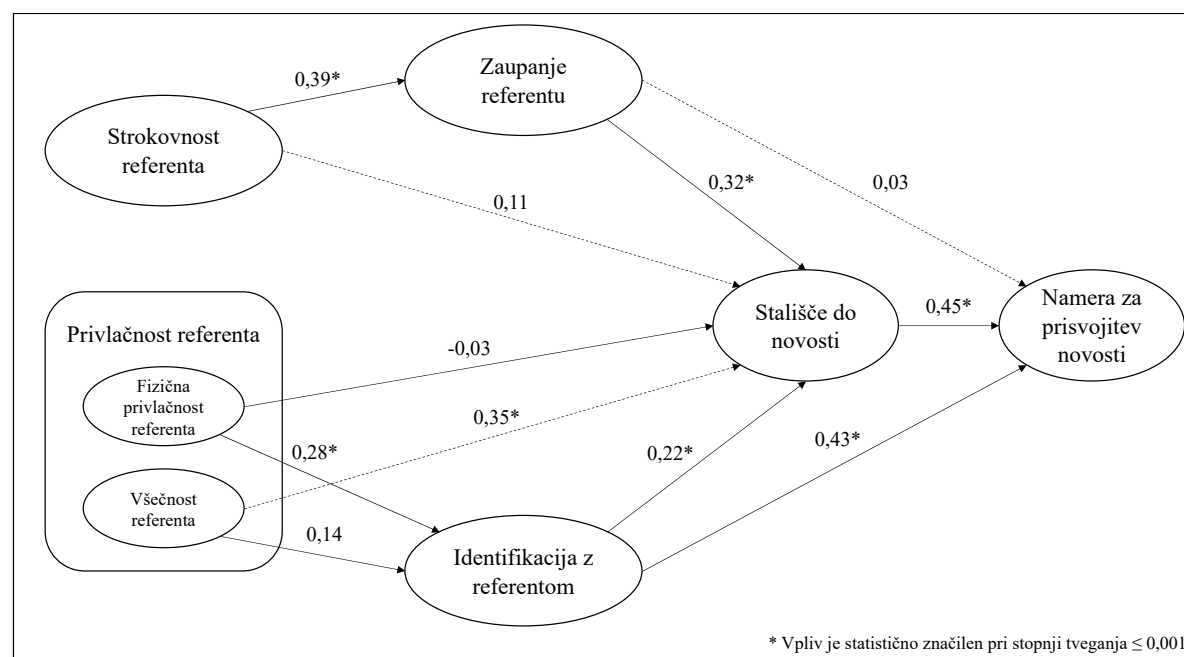 Zaupanje
referentu
0,39*
Strokovnost
referenta
0,32*
0,03
0,11
Stališče do
novosti
0,45*
Namera za
prisvojitev
novosti
Privlačnost referenta
-0,03
Fizična
privlačnost
referenta
0,35*
0,28*
0,22*
0,43*
Všečnost
referenta
0,14
Identifikacija z
referentom
* Vpliv je statistično značilen pri stopnji tveganja ≤ 0,001